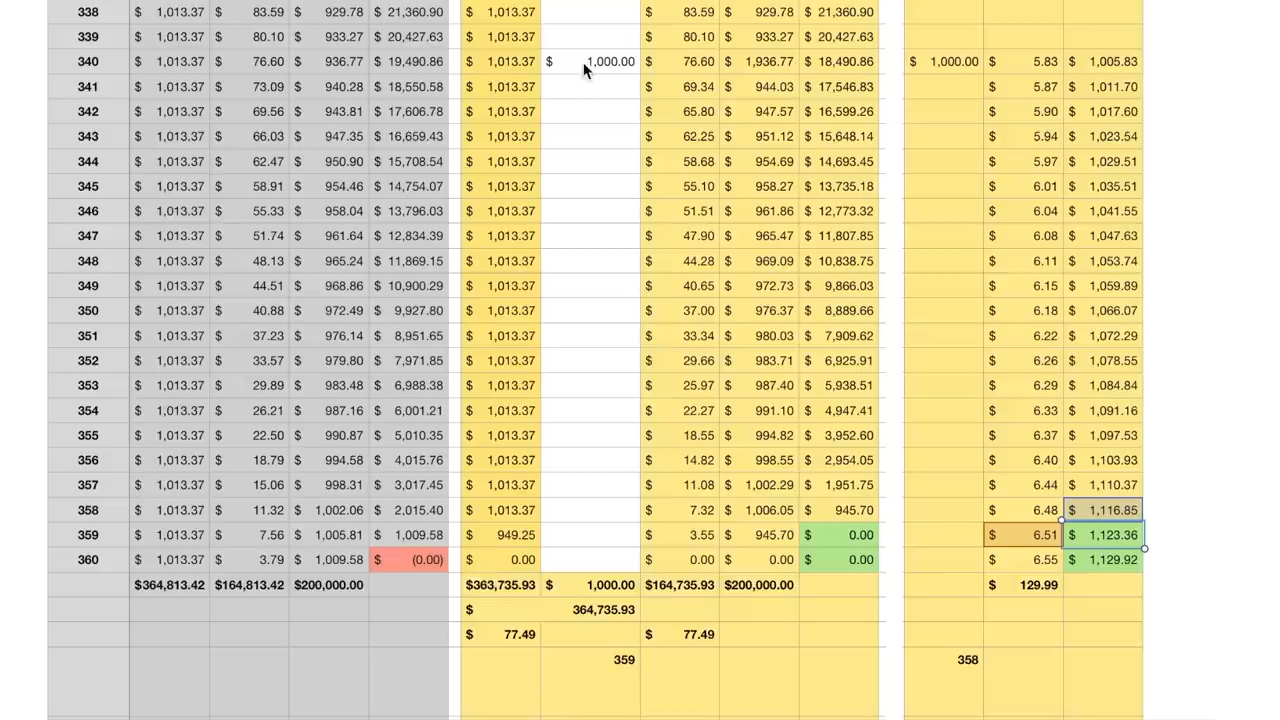 338 $ 1,013.37 $ 83.59 $ 929.78 $ 21,360.90 $ 1,013.37 $ 83.59 $ 929.78 $ 21,360.90
339 $ 1,013.37 $ 80.10 $ 933.27 $ 20,427.63 $ 1,013.37 $ 80.10 $ 933.27 $ 20,427.63
340 $ 1,013.37 $ 76.60 $ 936.77 $ 19,490.86 $ 1,013.37 $ 1,000.00 $ 76.60 $ 1,936.77 $ 18,490.86 $ 1,000.00 $ 5.83 $ 1,005.83
341 $ 1,013.37 $ 73.09 $ 940.28 $ 18,550.58 $ 1,013.37 $ 69.34 $ 944.03 $ 17,546.83 $ 5.87 $ 1,011.70
342 $ 1,013.37 $ 69.56 $ 943.81 $ 17,606.78 $ 1,013.37 $ 65.80 $ 947.57 $ 16,599.26 $ 5.90 $ 1,017.60
343 $ 1,013.37 $ 66.03 $ 947.35 $ 16,659.43 $ 1,013.37 $ 62.25 $ 951.12 $ 15,648.14 $ 5.94 $ 1,023.54
344 $ 1,013.37 $ 62.47 $ 950.90 $ 15,708.54 $ 1,013.37 $ 58.68 $ 954.69 $ 14,693.45 $ 5.97 $ 1,029.51
345 $ 1,013.37 $ 58.91 $ 954.46 $ 14,754.07 $ 1,013.37 $ 55.10 $ 958.27 $ 13,735.18 $ 6.01 $ 1,035.51
346 $ 1,013.37 $ 55.33 $ 958.04 $ 13,796.03 $ 1,013.37 $ 51.51 $ 961.86 $ 12,773.32 $ 6.04 $ 1,041.55
347 $ 1,013.37 $ 51.74 $ 961.64 $ 12,834.39 $ 1,013.37 $ 47.90 $ 965.47 $ 11,807.85 $ 6.08 $ 1,047.63
348 $ 1,013.37 $ 48.13 $ 965.24 $ 11,869.15 $ 1,013.37 $ 44.28 $ 969.09 $ 10,838.75 $ 6.11 $ 1,053.74
349 $ 1,013.37 $ 44.51 $ 968.86 $ 10,900.29 $ 1,013.37 $ 40.65 $ 972.73 $ 9,866.03 $ 6.15 $ 1,059.89
350 $ 1,013.37 $ 40.88 $ 972.49 $ 9,927.80 $ 1,013.37 $ 37.00 $ 976.37 $ 8,889.66 $ 6.18 $ 1,066.07
351 $ 1,013.37 $ 37.23 $ 976.14 $ 8,951.65 $ 1,013.37 $ 33.34 $ 980.03 $ 7,909.62 $ 6.22 $ 1,072.29
352 $ 1,013.37 $ 33.57 $ 979.80 $ 7,971.85 $ 1,013.37 $ 29.66 $ 983.71 $ 6,925.91 $ 6.26 $ 1,078.55
353 $ 1,013.37 $ 29.89 $ 983.48 $ 6,988.38 $ 1,013.37 $ 25.97 $ 987.40 $ 5,938.51 $ 6.29 $ 1,084.84
354 $ 1,013.37 $ 26.21 $ 987.16 $ 6,001.21 $ 1,013.37 $ 22.27 $ 991.10 $ 4,947.41 $ 6.33 $ 1,091.16
355 $ 1,013.37 $ 22.50 $ 990.87 $ 5,010.35 $ 1,013.37 $ 18.55 $ 994.82 $ 3,952.60 $ 6.37 $ 1,097.53
356 $ 1,013.37 $ 18.79 $ 994.58 $ 4,015.76 $ 1,013.37 $ 14.82 $ 998.55 $ 2,954.05 $ 6.40 $ 1,103.93
357 $ 1,013.37 $ 15.06 $ 998.31 $ 3,017.45 $ 1,013.37 $ 11.08 $ 1,002.29 $ 1,951.75 $ 6.44 $ 1,110.37
358 $ 1,013.37 $ 11.32 $ 1,002.06 $ 2,015.40 $ 1,013.37 $ 7.32 $ 1,006.05 $ 945.70 $ 6.48 $ 1,116.85
359 $ 1,013.37 $ 7.56 $ 1,005.81 $ 1,009.58 $ 949.25 $ 3.55 $ 945.70 $ 0.00 $ 6.51 $ 1,123.36
360 $ 1,013.37 $ 3.79 $ 1,009.58 $ (0.00) $ 0.00 $ 0.00 $ 0.00 $ 0.00 $ 6.55 $ 1,129.92
$364,813.42 $164,813.42 $200,000.00 $363,735.93 $ 1,000.00 $164,735.93 $200,000.00 $ 129.99
$ 364,735.93
$ 77.49 $ 77.49
359 358